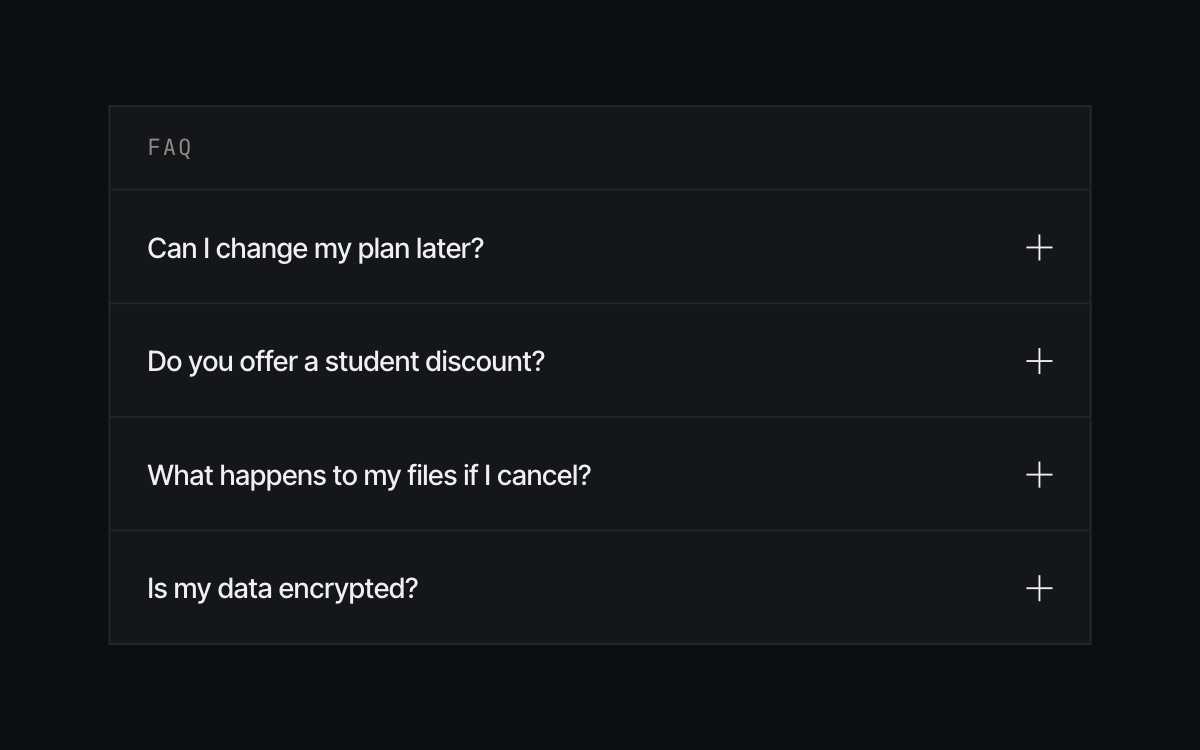 FAQ
Can I change my plan later?
Do you offer a student discount?
What happens to my files if I cancel?
Is my data encrypted?